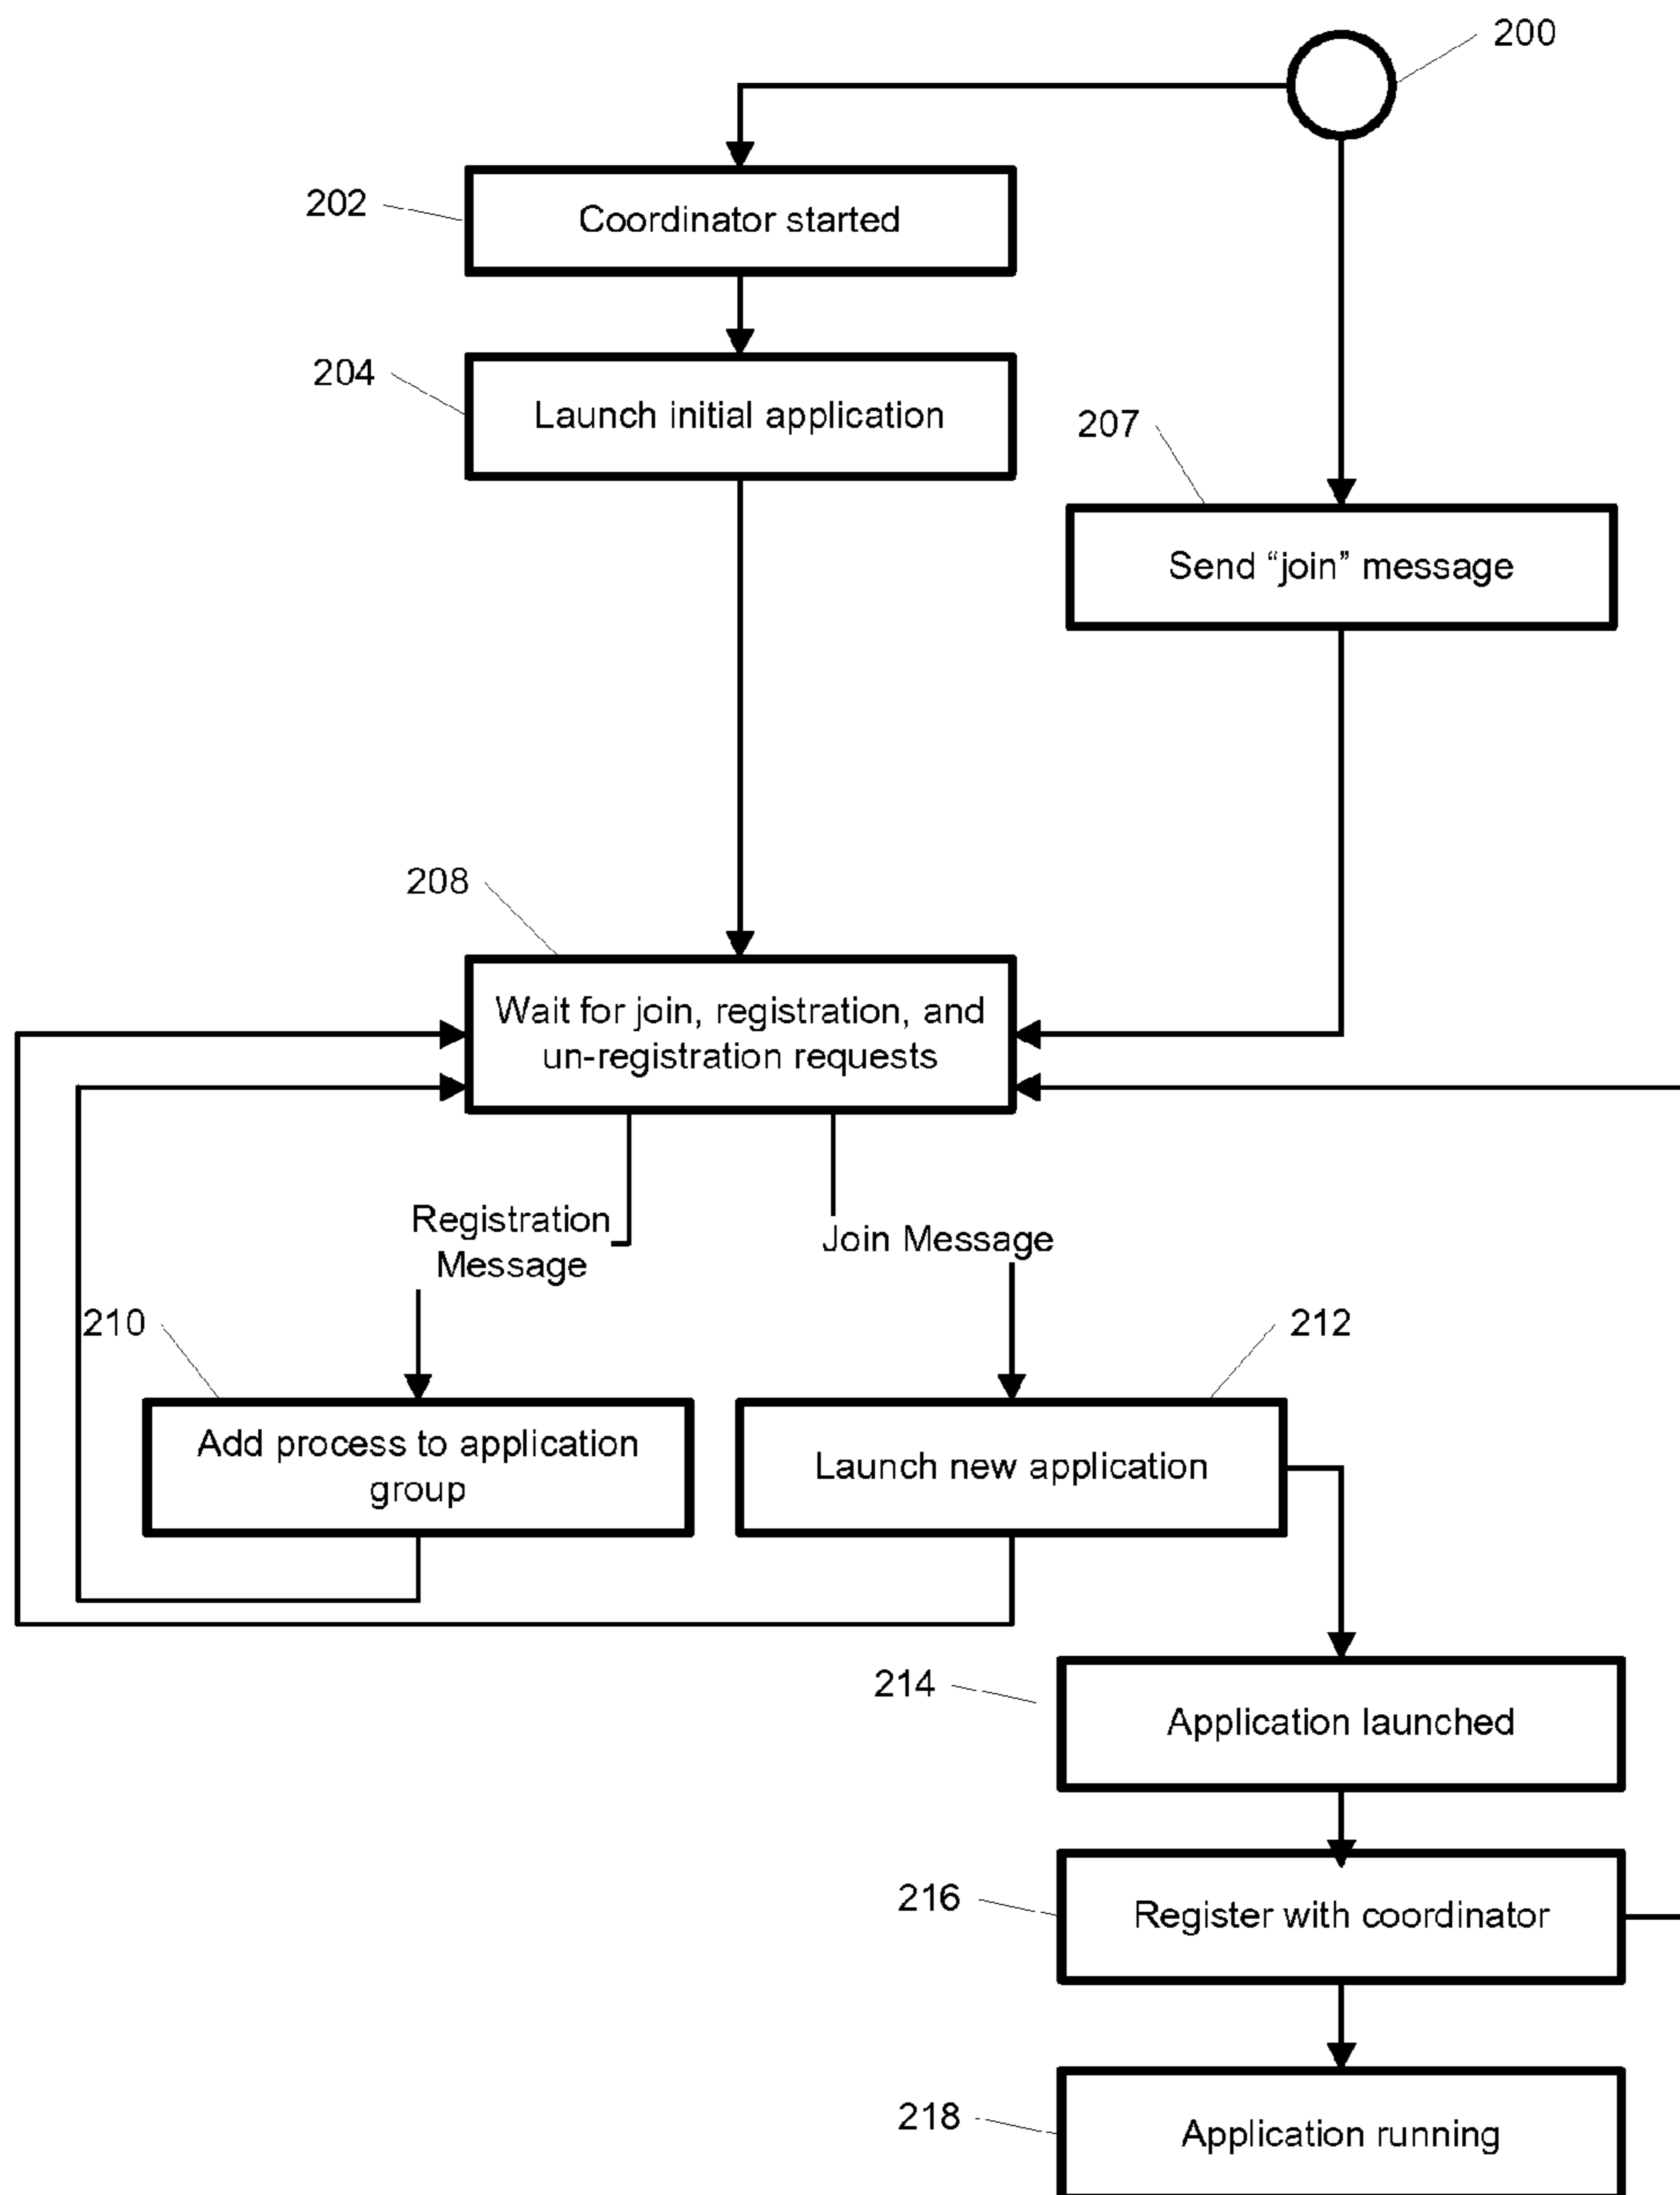 200
202
Coordinator started
204
Launch initial application
207
Send “join” message
208
Wait for join, registration, and
un-registration requests
Registration
Message
Join Message
210
212
Add process to application
group
Launch new application
214
Application launched
216
Register with coordinator
218
Application running